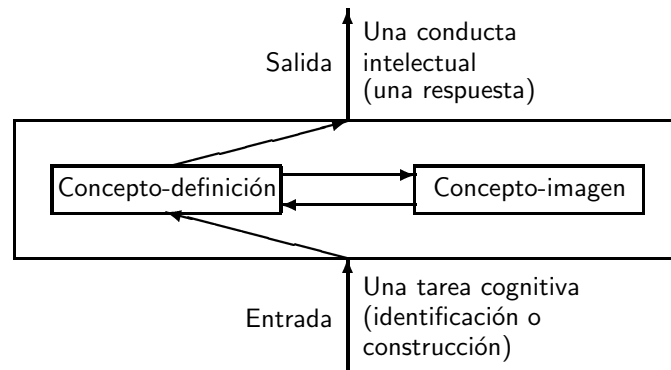 Una conducta
Salida
intelectual
(una respuesta)
Concepto-definición
Concepto-imagen
Una tarea cognitiva
Entrada
(identificación o
construcción)